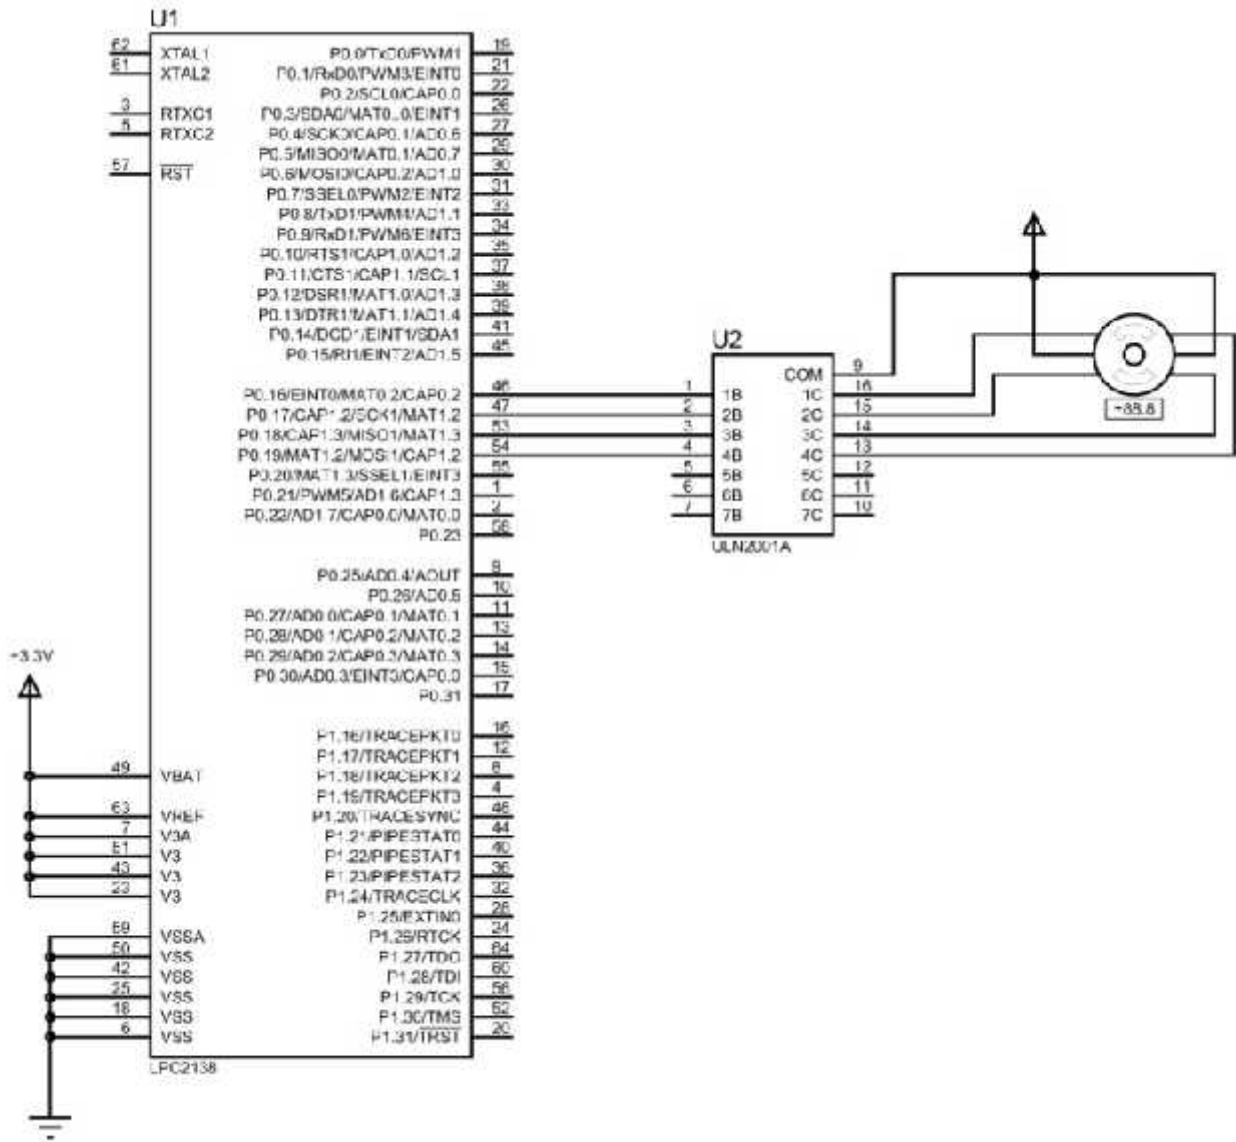 U1
62 XTAL1 P0.0/TxD0/PWM1 19
61 XTAL2 P0.1/RxD0/PWM3/EINT0 21
P0.2/SCL0/CAP0.0 22
3 RTXC1 P0.3/SDA0/MAT0.0/EINT1 26
5 RTXC2 P0.4/SCK0/CAP0.1/AD0.6 27
P0.5/MISO0/MAT0.1/AD0.7 29
57 RST P0.6/MOSI0/CAP0.2/AD1.0 30
P0.7/SSEL0/PWM2/EINT2 31
P0.8/TxD1/PWM4/AD1.1 33
P0.9/RxD1/PWM6/EINT3 34
P0.10/RTS1/CAP1.0/AD1.2 35
P0.11/CTS1/CAP1.1/SCL1 37
P0.12/DSR1/MAT1.0/AD1.3 38
P0.13/DTR1/MAT1.1/AD1.4 39
P0.14/DCD1/EINT1/SDA1 41
P0.15/RI1/EINT2/AD1.5 45
P0.16/EINT0/MAT0.2/CAP0.2 46
P0.17/CAP1.2/SCK1/MAT1.2 47
P0.18/CAP1.3/MISO1/MAT1.3 53
P0.19/MAT1.2/MOSI1/CAP1.2 54
P0.20/MAT1.3/SSEL1/EINT3 55
P0.21/PWM5/AD1.6/CAP1.3 1
P0.22/AD1.7/CAP0.0/MAT0.0 2
P0.23 58
P0.25/AD0.4/AOUT 9
P0.26/AD0.5 10
P0.27/AD0.0/CAP0.1/MAT0.1 11
P0.28/AD0.1/CAP0.2/MAT0.2 13
P0.29/AD0.2/CAP0.3/MAT0.3 14
P0.30/AD0.3/EINT3/CAP0.0 15
P0.31 17
+3.3V
P1.16/TRACEPKT0 16
P1.17/TRACEPKT1 12
49 VBAT P1.18/TRACEPKT2 8
P1.19/TRACEPKT3 4
63 VREF P1.20/TRACESYNC 48
7 V3A P1.21/PIPESTAT0 44
51 V3 P1.22/PIPESTAT1 40
43 V3 P1.23/PIPESTAT2 36
23 V3 P1.24/TRACECLK 32
P1.25/EXTIN0 28
59 VSSA P1.26/RTCK 24
50 VSS P1.27/TDO 64
42 VSS P1.28/TDI 60
25 VSS P1.29/TCK 56
18 VSS P1.30/TMS 52
6 VSS P1.31/TRST 20
LPC2138
U2
COM 9
1 1B 1C 16
2 2B 2C 15
3 3B 3C 14
4 4B 4C 13
5 5B 5C 12
6 6B 6C 11
7 7B 7C 10
ULN2001A
+88.8